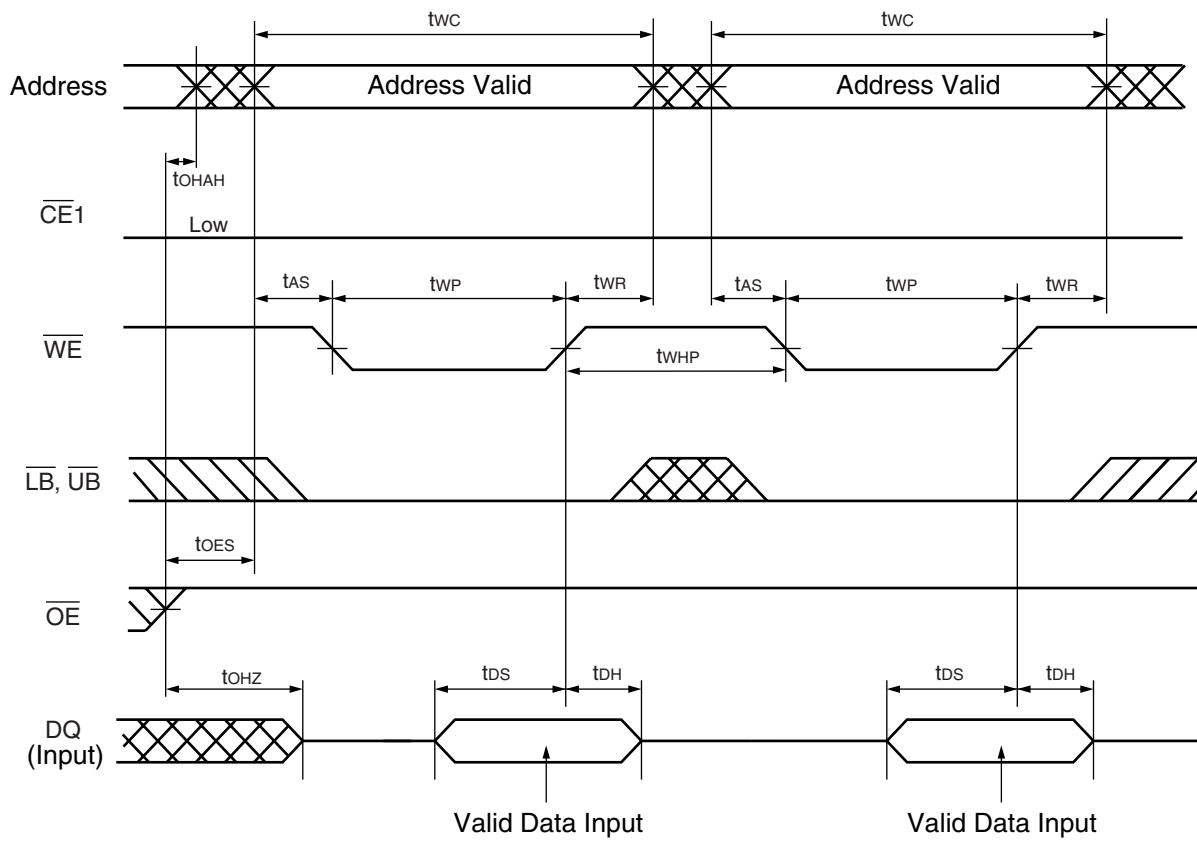 tWC tWC
Address Address Valid Address Valid
tOHAH
CE1 Low
tAS tWP tWR tAS tWP tWR
WE
tWHP
LB, UB
tOES
OE
tOHZ tDS tDH tDS tDH
DQ
(Input)
Valid Data Input Valid Data Input